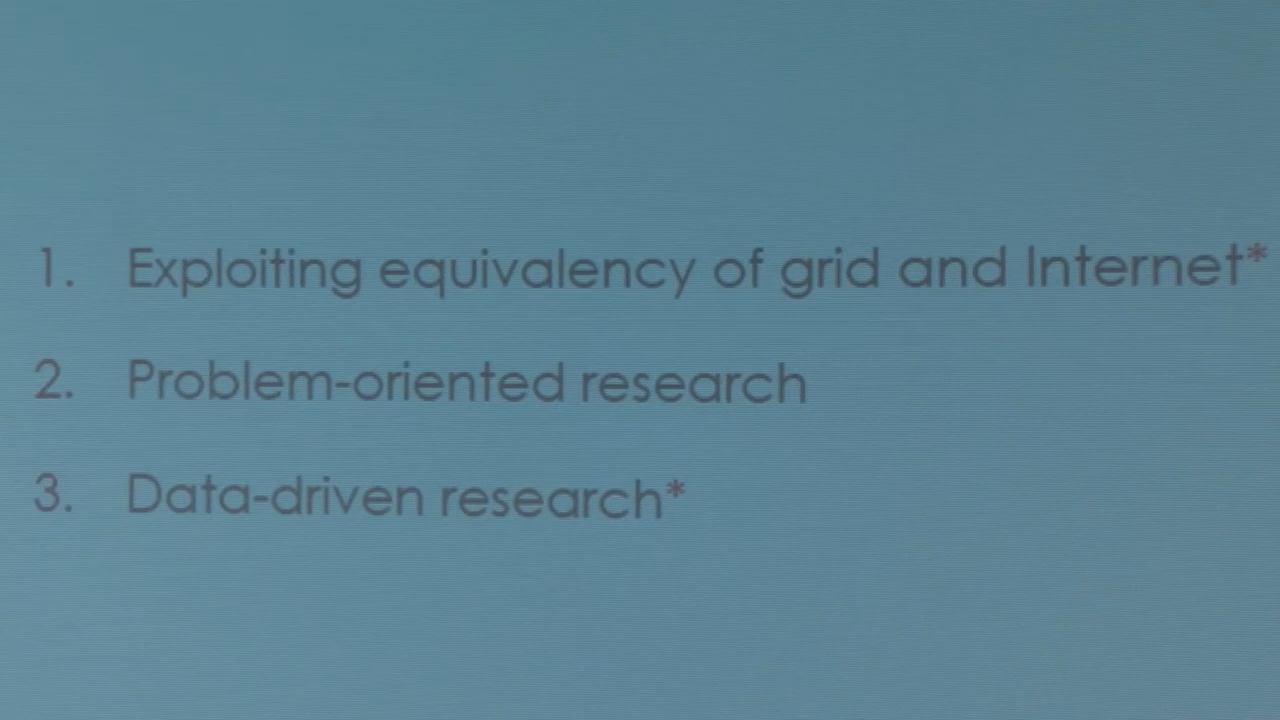 1. Exploiting equivalency of grid and Internet*
2. Problem-oriented research
3. Data-driven research*